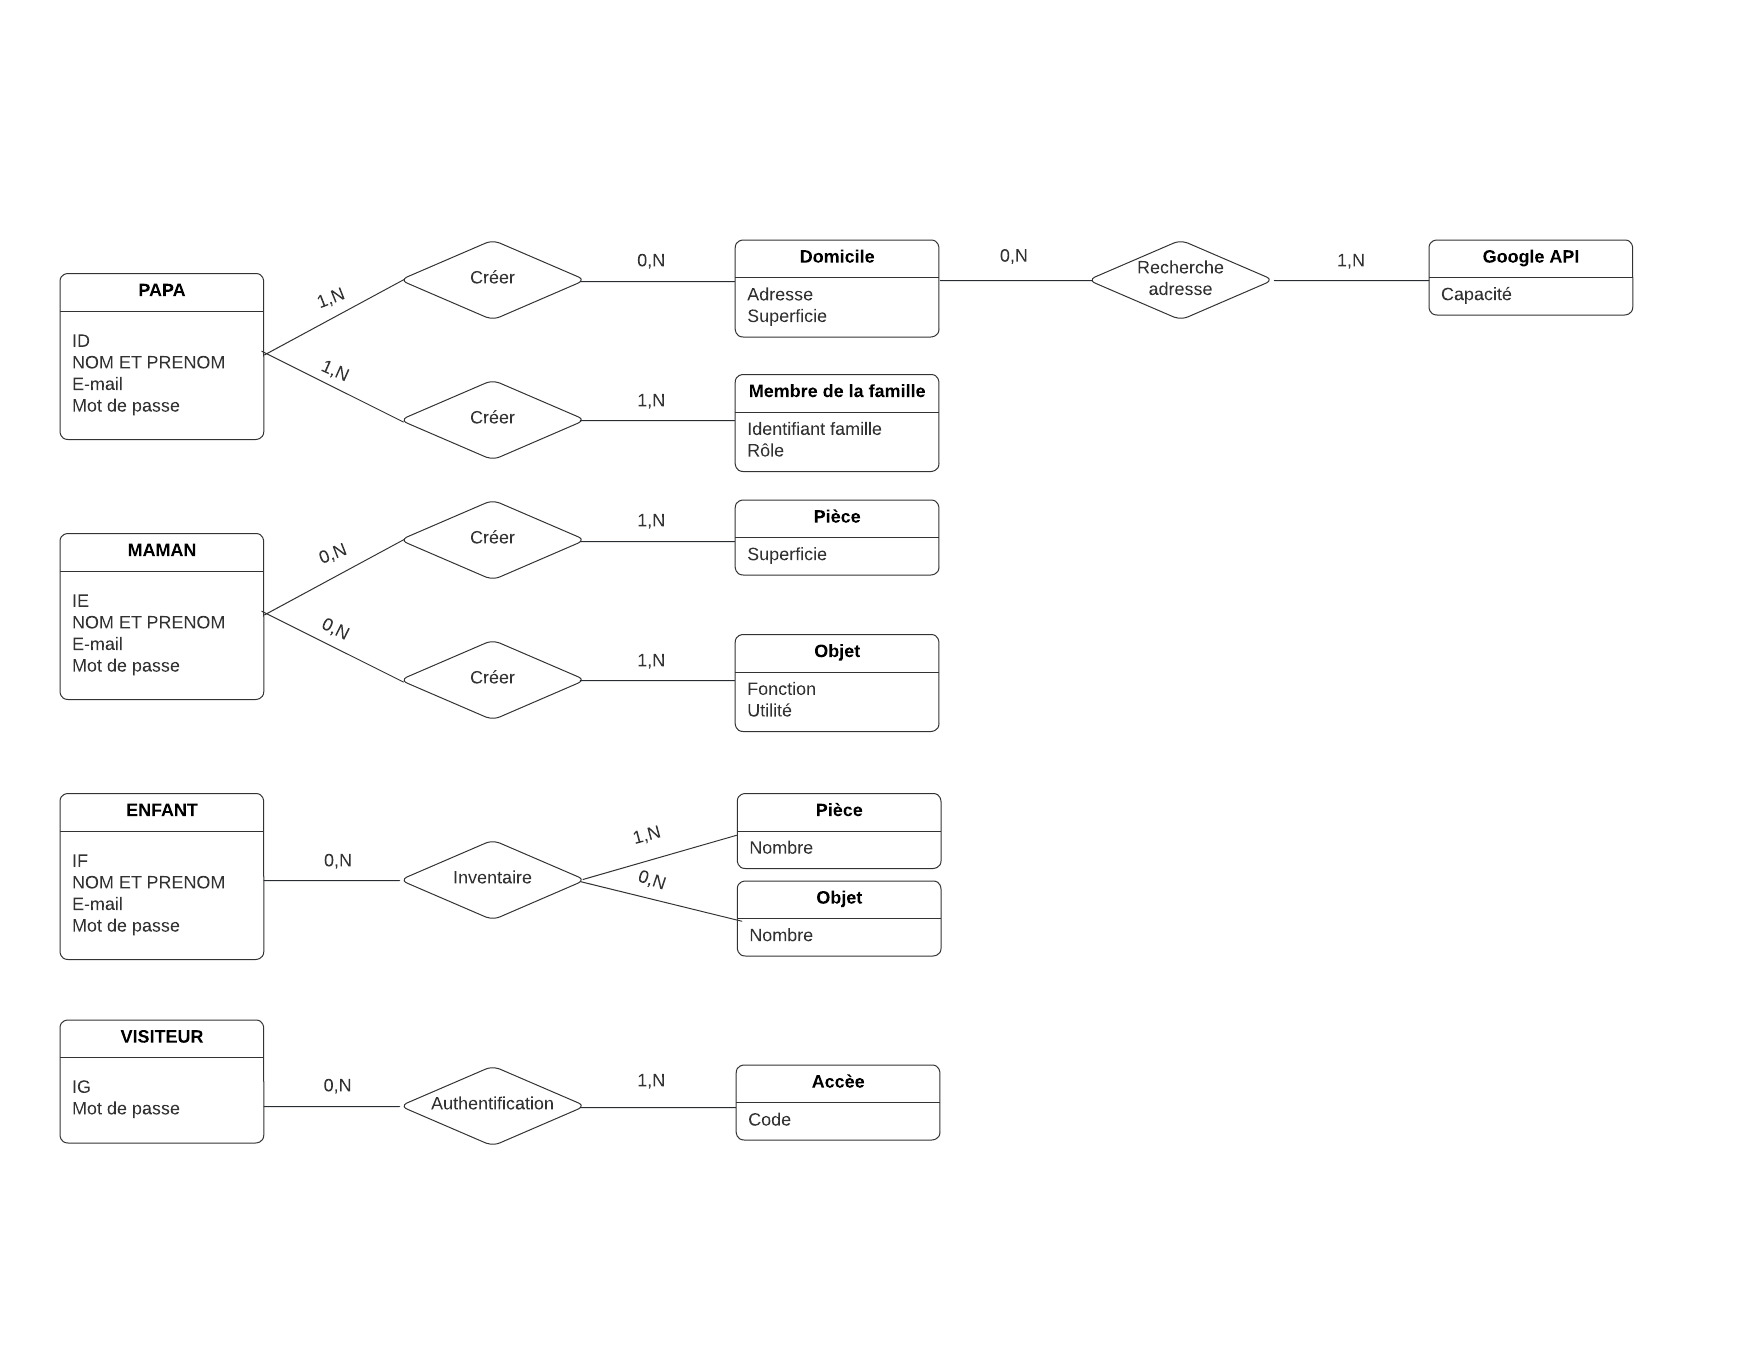 PAPA
ID
NOM ET PRENOM
E-mail
Mot de passe
1,N
1,N
Créer
0,N
Domicile
Adresse
Superficie
0,N
Recherche
adresse
1,N
Google API
Capacité
Créer
1,N
Membre de la famille
Identifiant famille
Rôle
MAMAN
IE
NOM ET PRENOM
E-mail
Mot de passe
0,N
0,N
Créer
1,N
Pièce
Superficie
Créer
1,N
Objet
Fonction
Utilité
ENFANT
IF
NOM ET PRENOM
E-mail
Mot de passe
0,N
Inventaire
1,N
0,N
Pièce
Nombre
Objet
Nombre
VISITEUR
IG
Mot de passe
0,N
Authentification
1,N
Accèe
Code